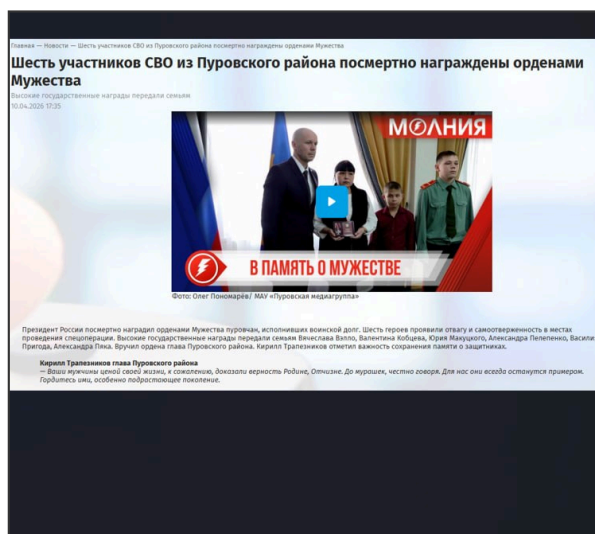 Главная — Новости — Шесть участников СВО из Пуровского района посмертно награждены орденами Мужества
Шесть участников СВО из Пуровского района посмертно награждены орденами
Мужества
Высокие государственные награды передали семьям
10.04.2026 17:35
МОЛНИЯ
В ПАМЯТЬ О МУЖЕСТВЕ
Фото: Олег Пономарёв/ МАУ «Пуровская медиагруппа»
Президент России посмертно наградил орденами Мужества пуровчан, исполнивших воинский долг. Шесть героев проявили отвагу и самоотверженность в местах
проведения спецоперации. Высокие государственные награды передали семьям Вячеслава Вэлло, Валентина Кобцева, Юрия Махуцкого, Александра Пелепенко, Васили
Пригода, Александра Пяка. Вручил ордена глава Пуровского района. Кирилл Трапезников отметил важность сохранения памяти о защитниках.
Кирилл Трапезников глава Пуровского района
— Ваши мужчины ценой своей жизни, к сожалению, доказали верность Родине, Отчизне. До мурашек, честно говоря. Для нас они всегда останутся примером.
Гордитесь ими, особенно подрастающее поколение.